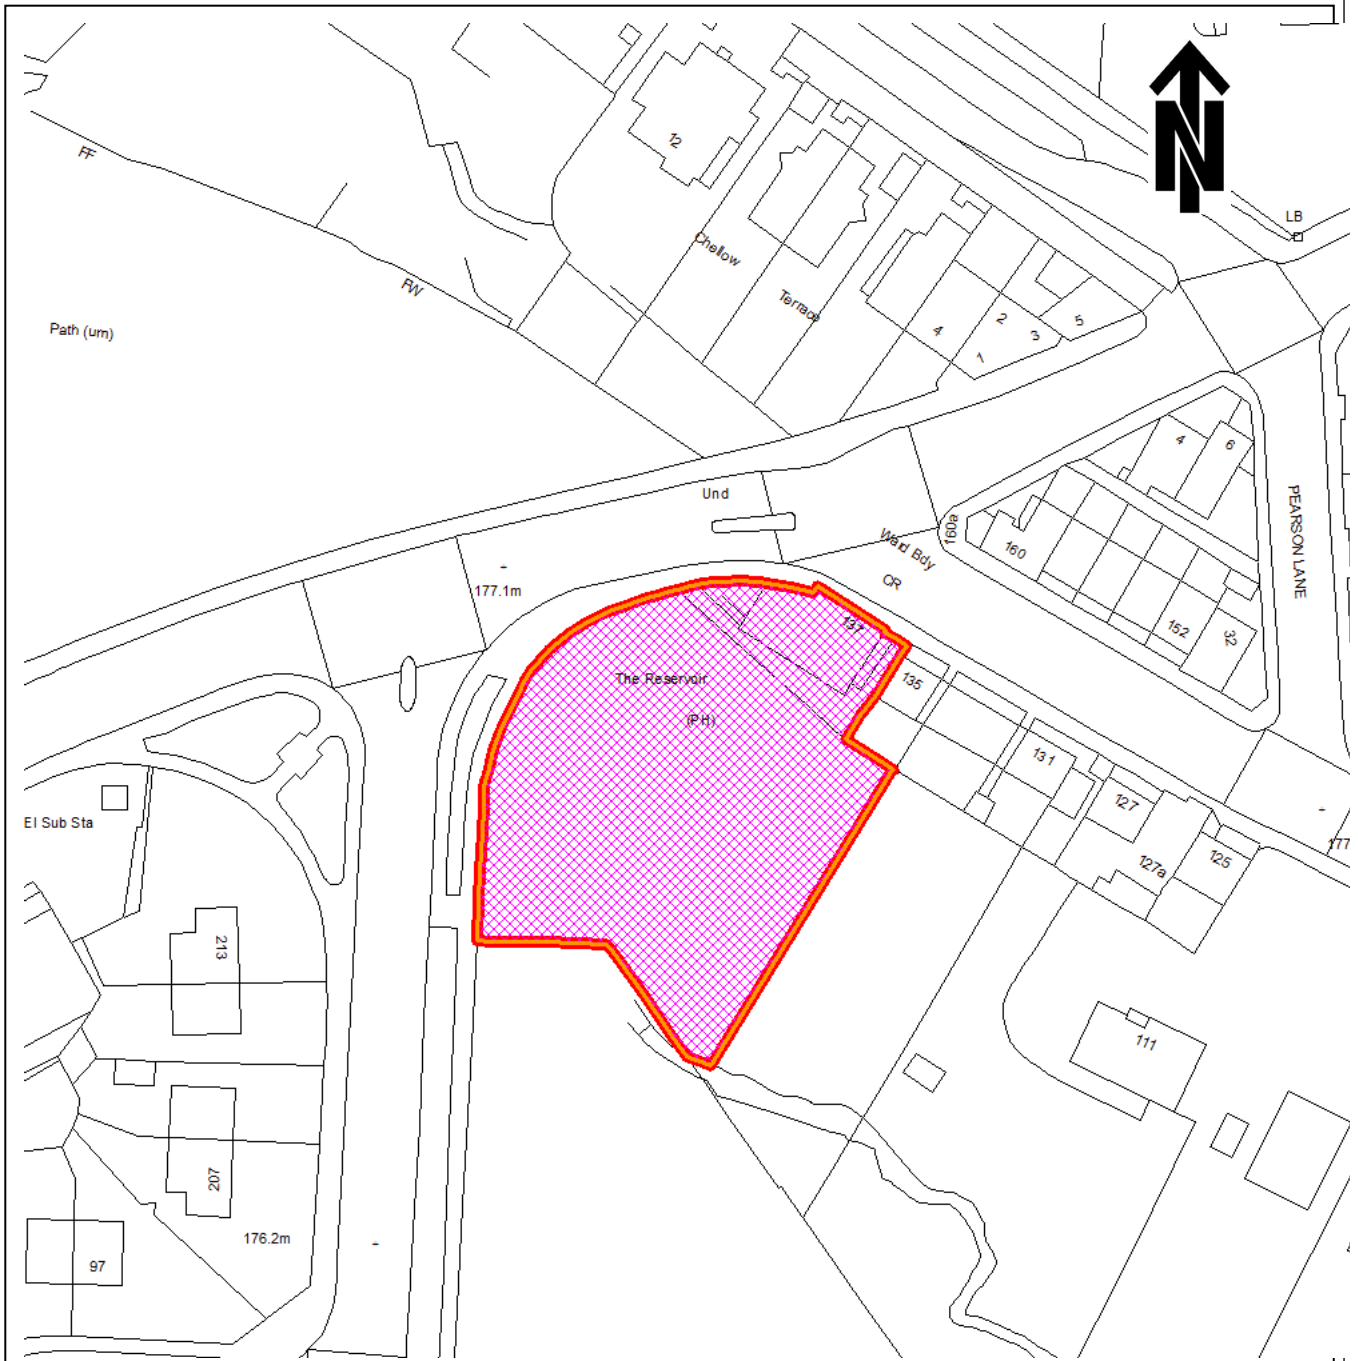 N
LB
12
FF
FW
Chellow
Terrace
Path (um)
4
1
2
3
5
4
6
PEARSON LANE
Und
160a
160
Ward Bdy
CR
152
32
177.1m
137
The Reservoir
(PH)
135
131
127
127a
125
177
El Sub Sta
213
111
207
176.2m
97